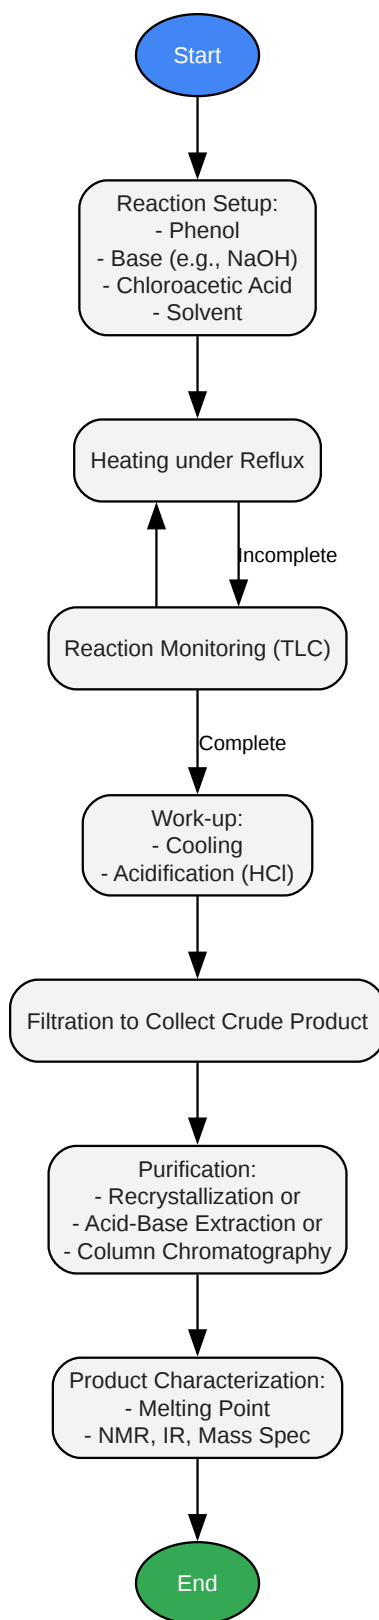 Start
Reaction Setup:
- Phenol
- Base (e.g., NaOH)
- Chloroacetic Acid
- Solvent
Heating under Reflux
Incomplete
Reaction Monitoring (TLC)
Complete
Work-up:
- Cooling
- Acidification (HCl)
Filtration to Collect Crude Product
Purification:
- Recrystallization or
- Acid-Base Extraction or
- Column Chromatography
Product Characterization:
- Melting Point
- NMR, IR, Mass Spec
End